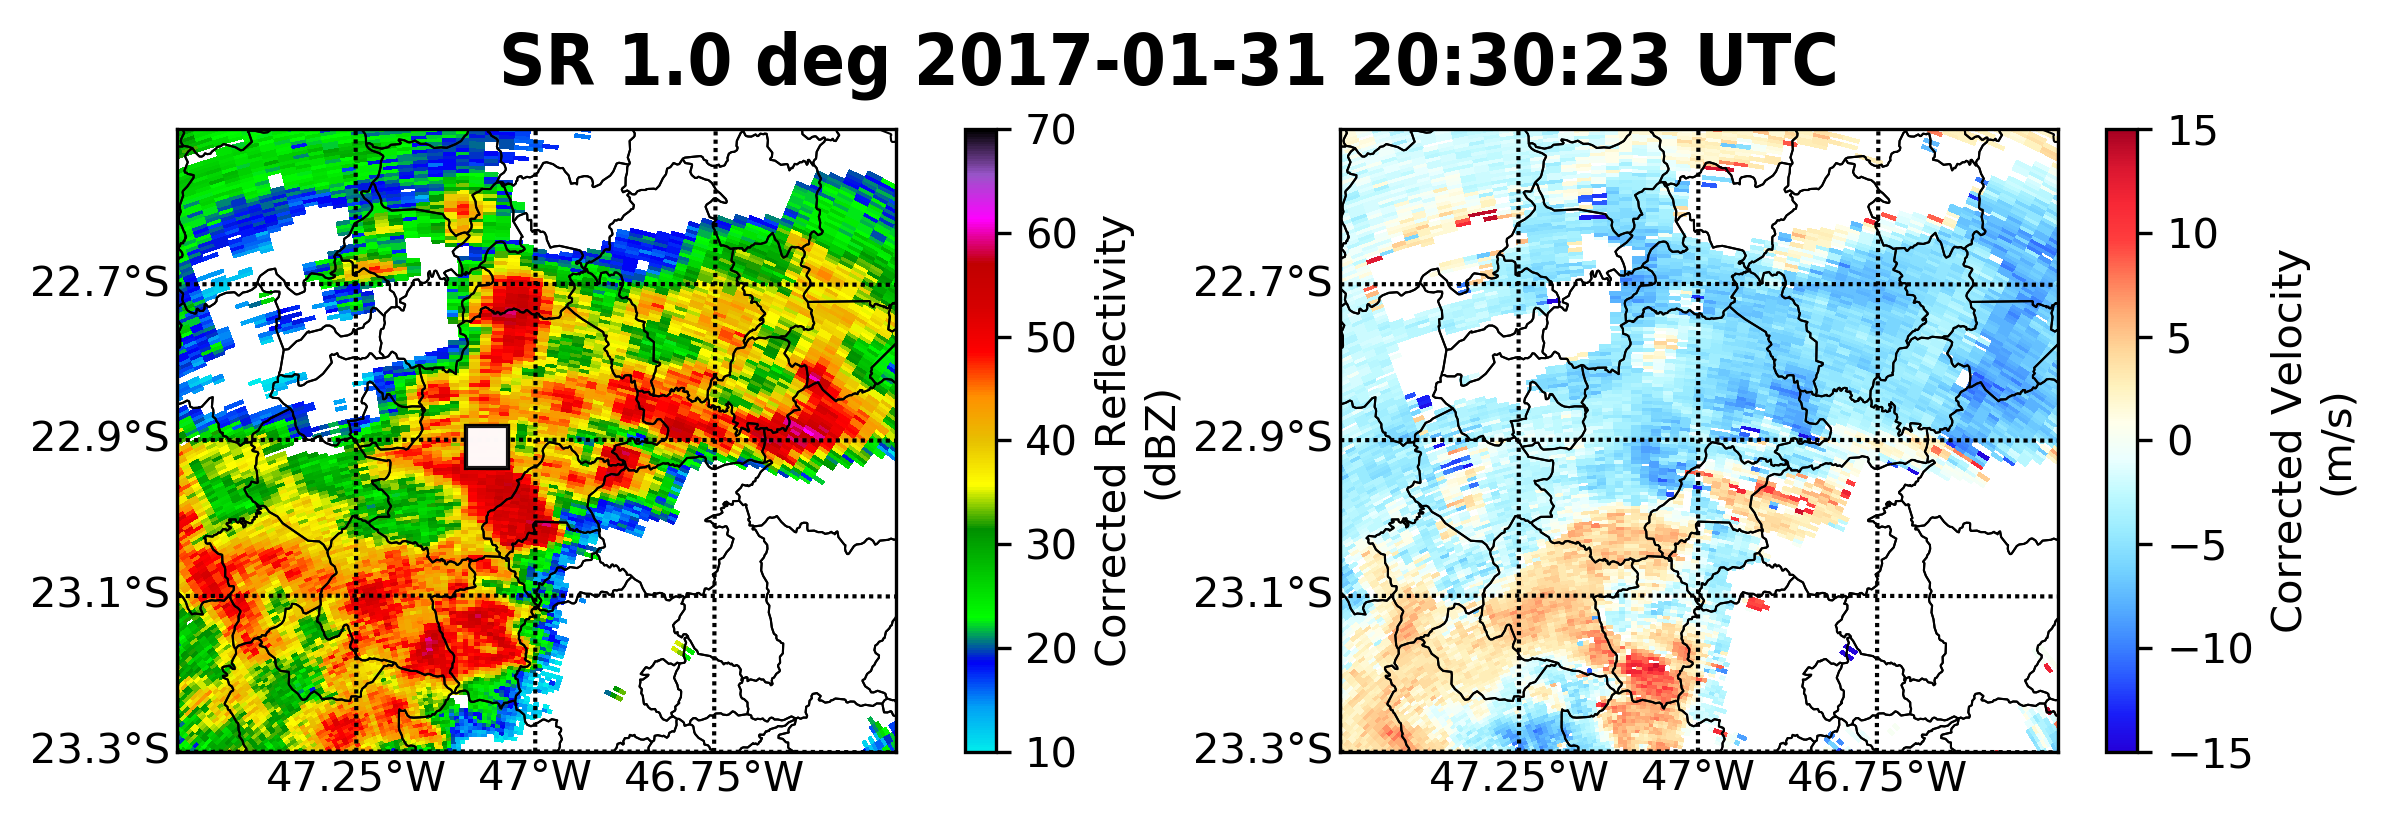 SR 1.0 deg 2017-01-31 20:30:23 UTC
22.7°S
22.9°S
23.1°S
23.3°S
47.25°W
47°W
46.75°W
70
60
50
40
30
20
10
Corrected Reflectivity
(dBZ)
22.7°S
22.9°S
23.1°S
23.3°S
47.25°W
47°W
46.75°W
15
10
5
0
−5
−10
−15
Corrected Velocity
(m/s)